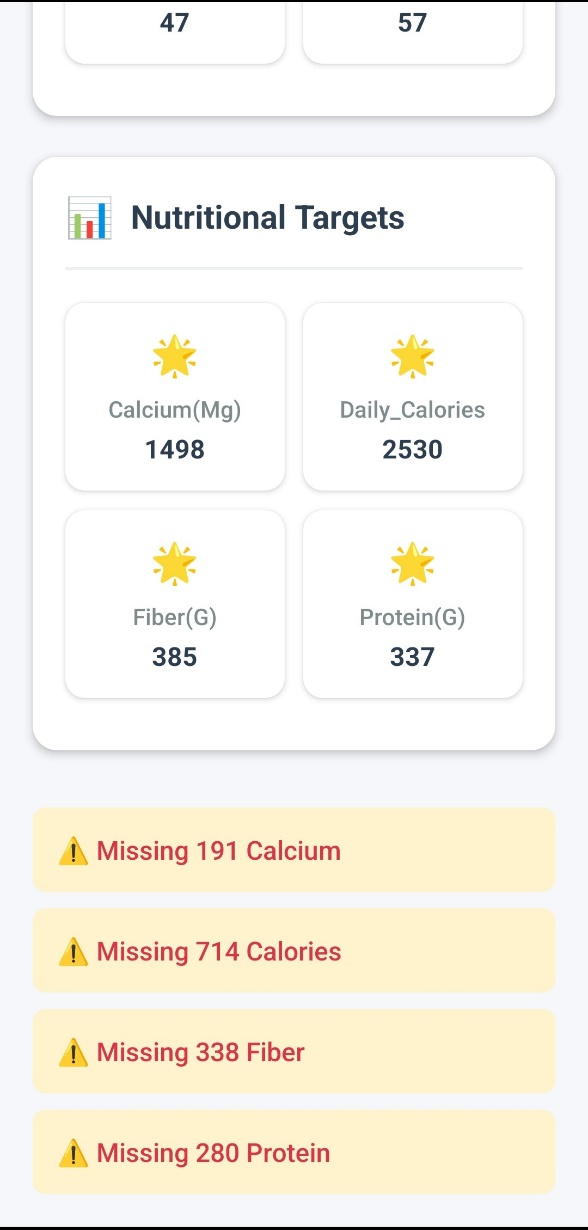 47
57
Nutritional Targets
Calcium(Mg)
1498
Daily_Calories
2530
Fiber(G)
385
Protein(G)
337
Missing 191 Calcium
Missing 714 Calories
Missing 338 Fiber
Missing 280 Protein